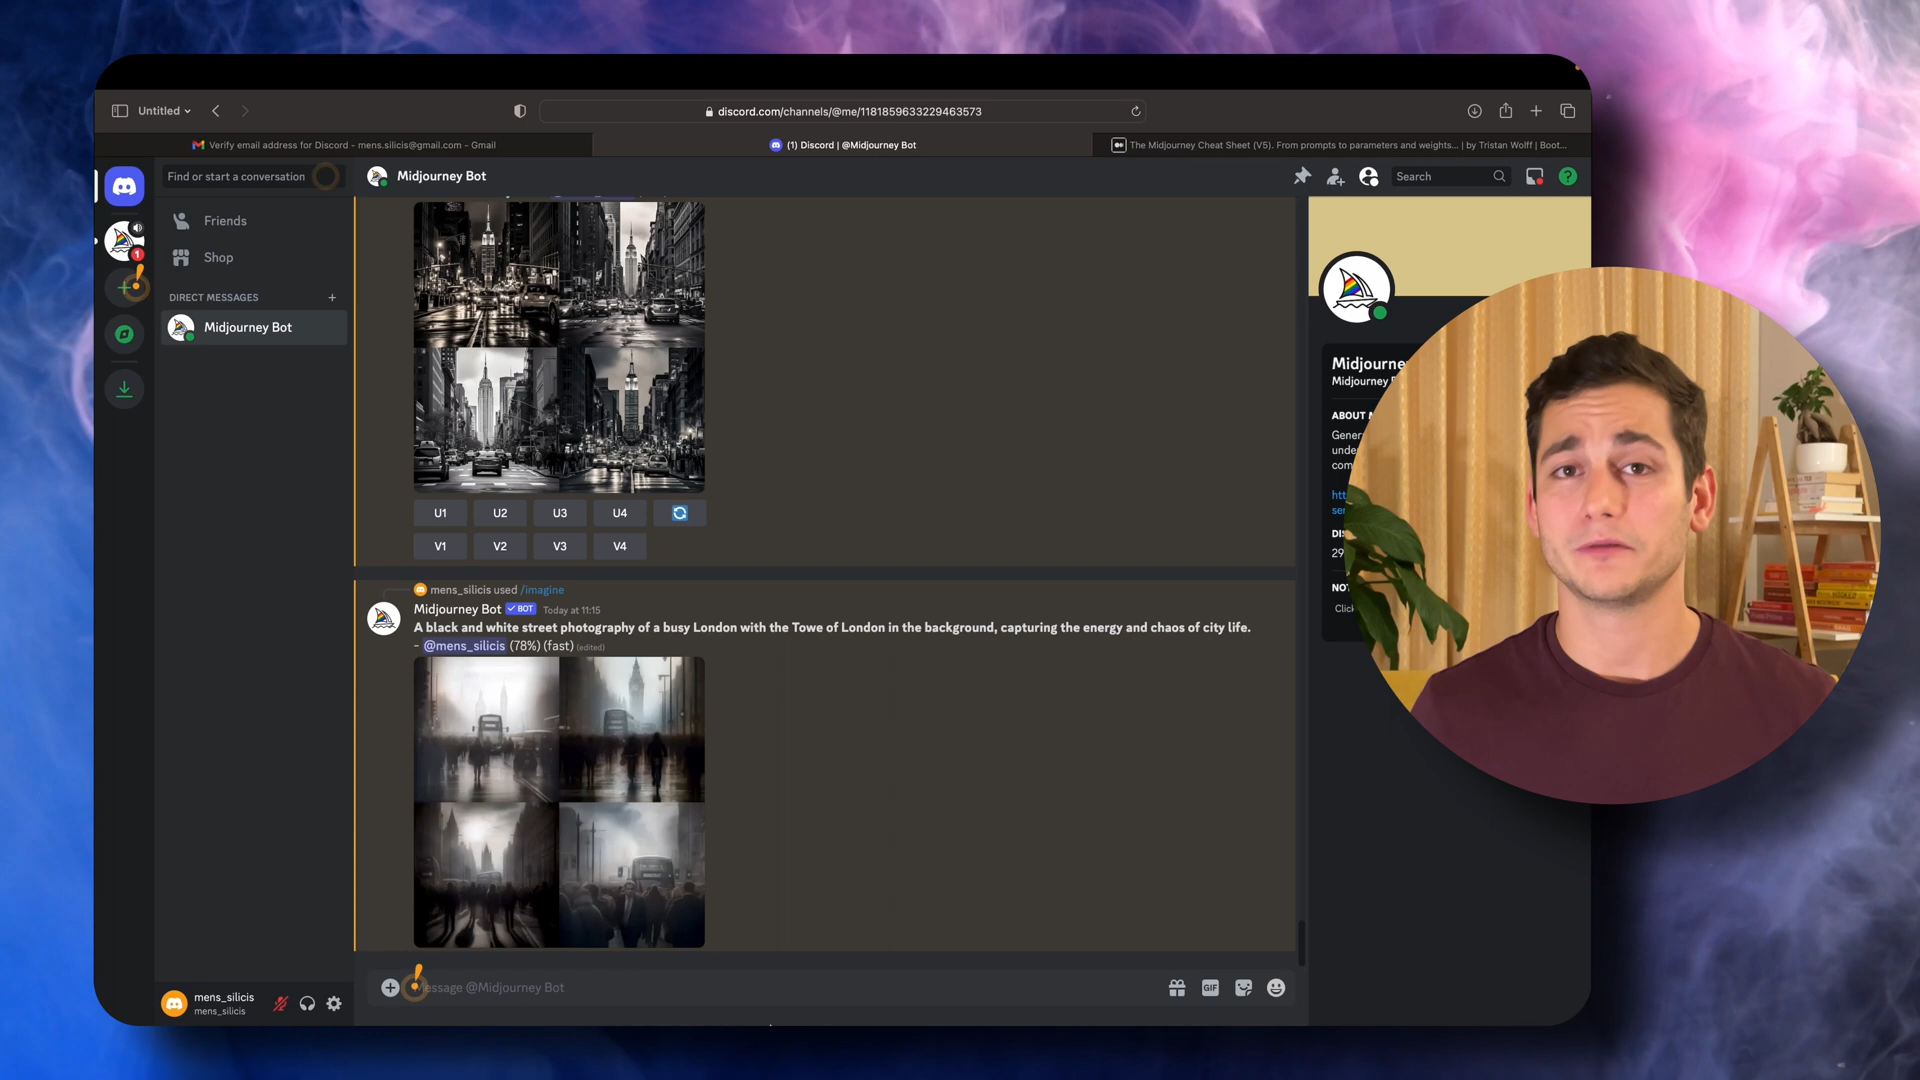 Untitled
discord.com/channels/@me/1181859633229463573
Verify email address for Discord - mens.silicis@gmail.com - Gmail
(1) Discord | @Midjourney Bot
The Midjourney Cheat Sheet (V5). From prompts to parameters and weights... | by Tristan Wolff | Boot...
Find or start a conversation
Midjourney Bot
Search
1
Friends
Shop
DIRECT MESSAGES
Midjourney Bot
U1 U2 U3 U4
V1 V2 V3 V4
mens_silicis used /imagine
Midjourney Bot BOT Today at 11:15
A black and white street photography of a busy London with the Towe of London in the background, capturing the energy and chaos of city life.
- @mens_silicis (78%) (fast) (edited)
Message @Midjourney Bot
GIF
mens_silicis
mens_silicis
Midjourne
Midjourney
ABOUT
Gener
unde
com
htt
ser
29
Click